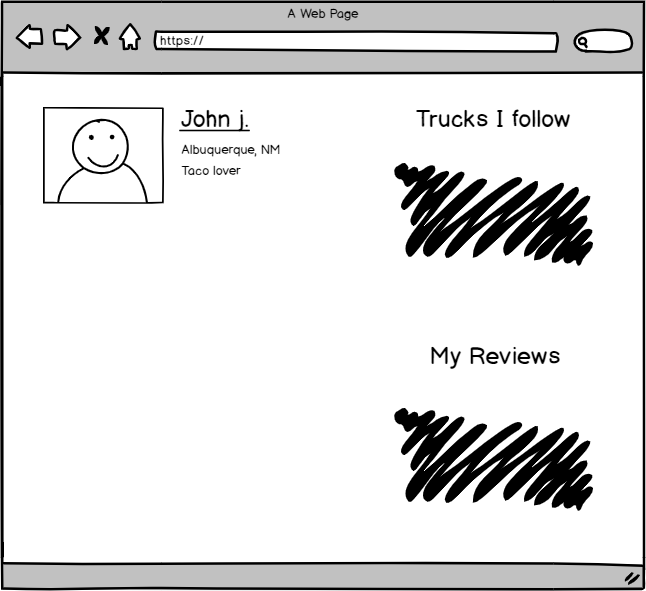 A Web Page
https://
John j.
Albuquerque, NM
Taco lover
Trucks I follow
My Reviews